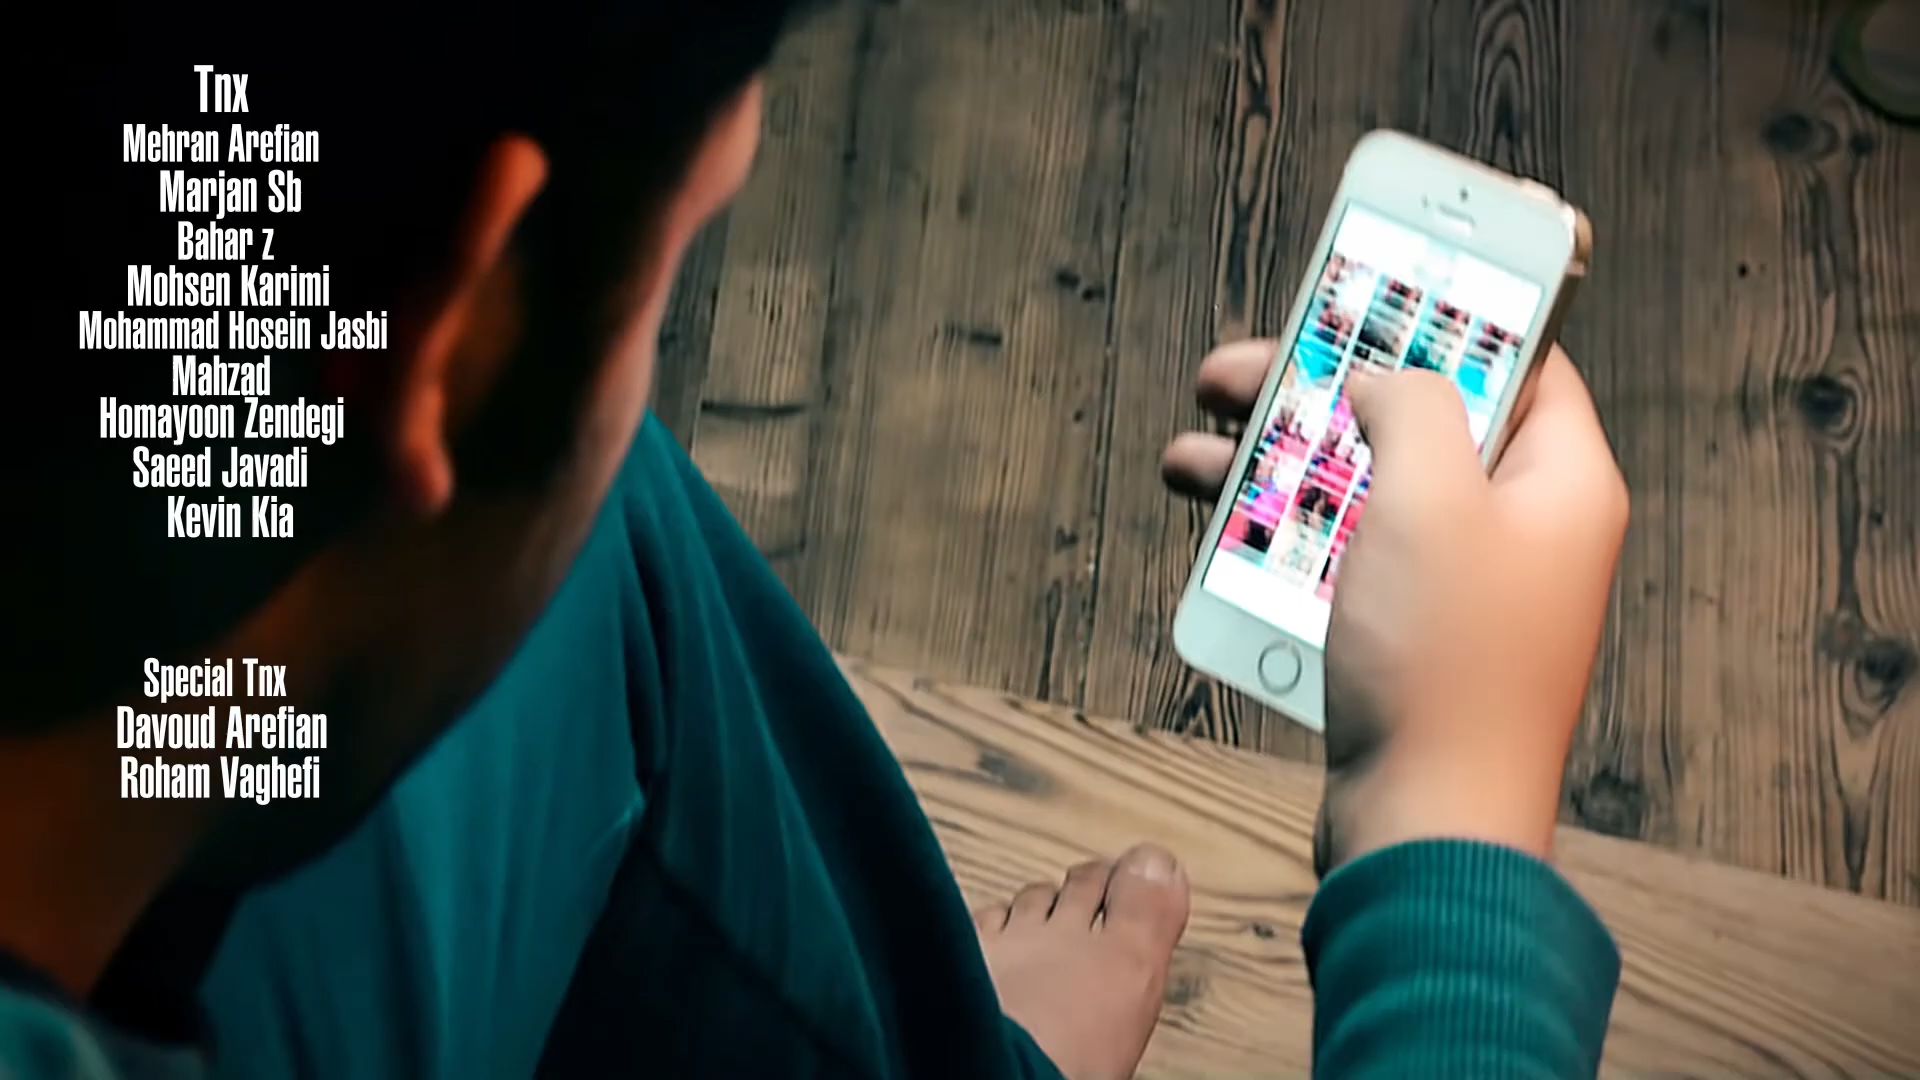 Tnx
Mehran Arefian
Marjan Sb
Bahar z
Mohsen Karimi
Mohammad Hosein Jasbi
Mahzad
Homayoon Zendegi
Saeed Javadi
Kevin Kia
Special Tnx
Davoud Arefian
Roham Vaghefi